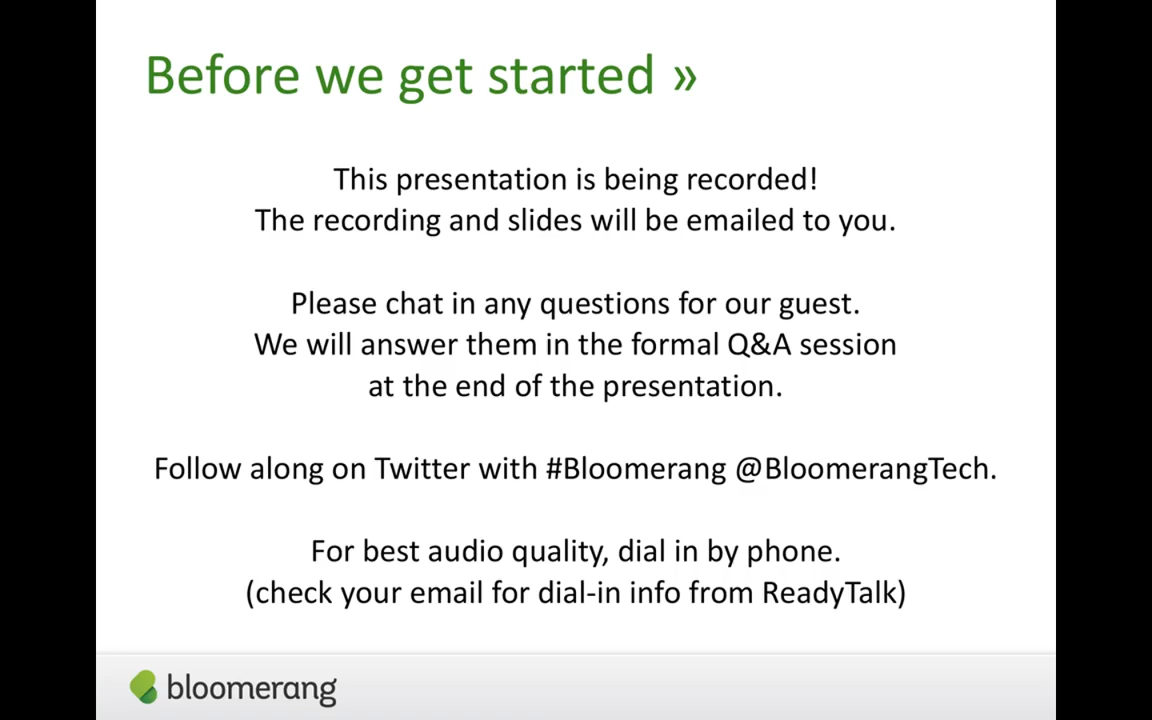 Before we get started »
This presentation is being recorded!
The recording and slides will be emailed to you.
Please chat in any questions for our guest.
We will answer them in the formal Q&A session
at the end of the presentation.
Follow along on Twitter with #Bloomerang @BloomerangTech.
For best audio quality, dial in by phone.
(check your email for dial-in info from ReadyTalk)
bloomerang